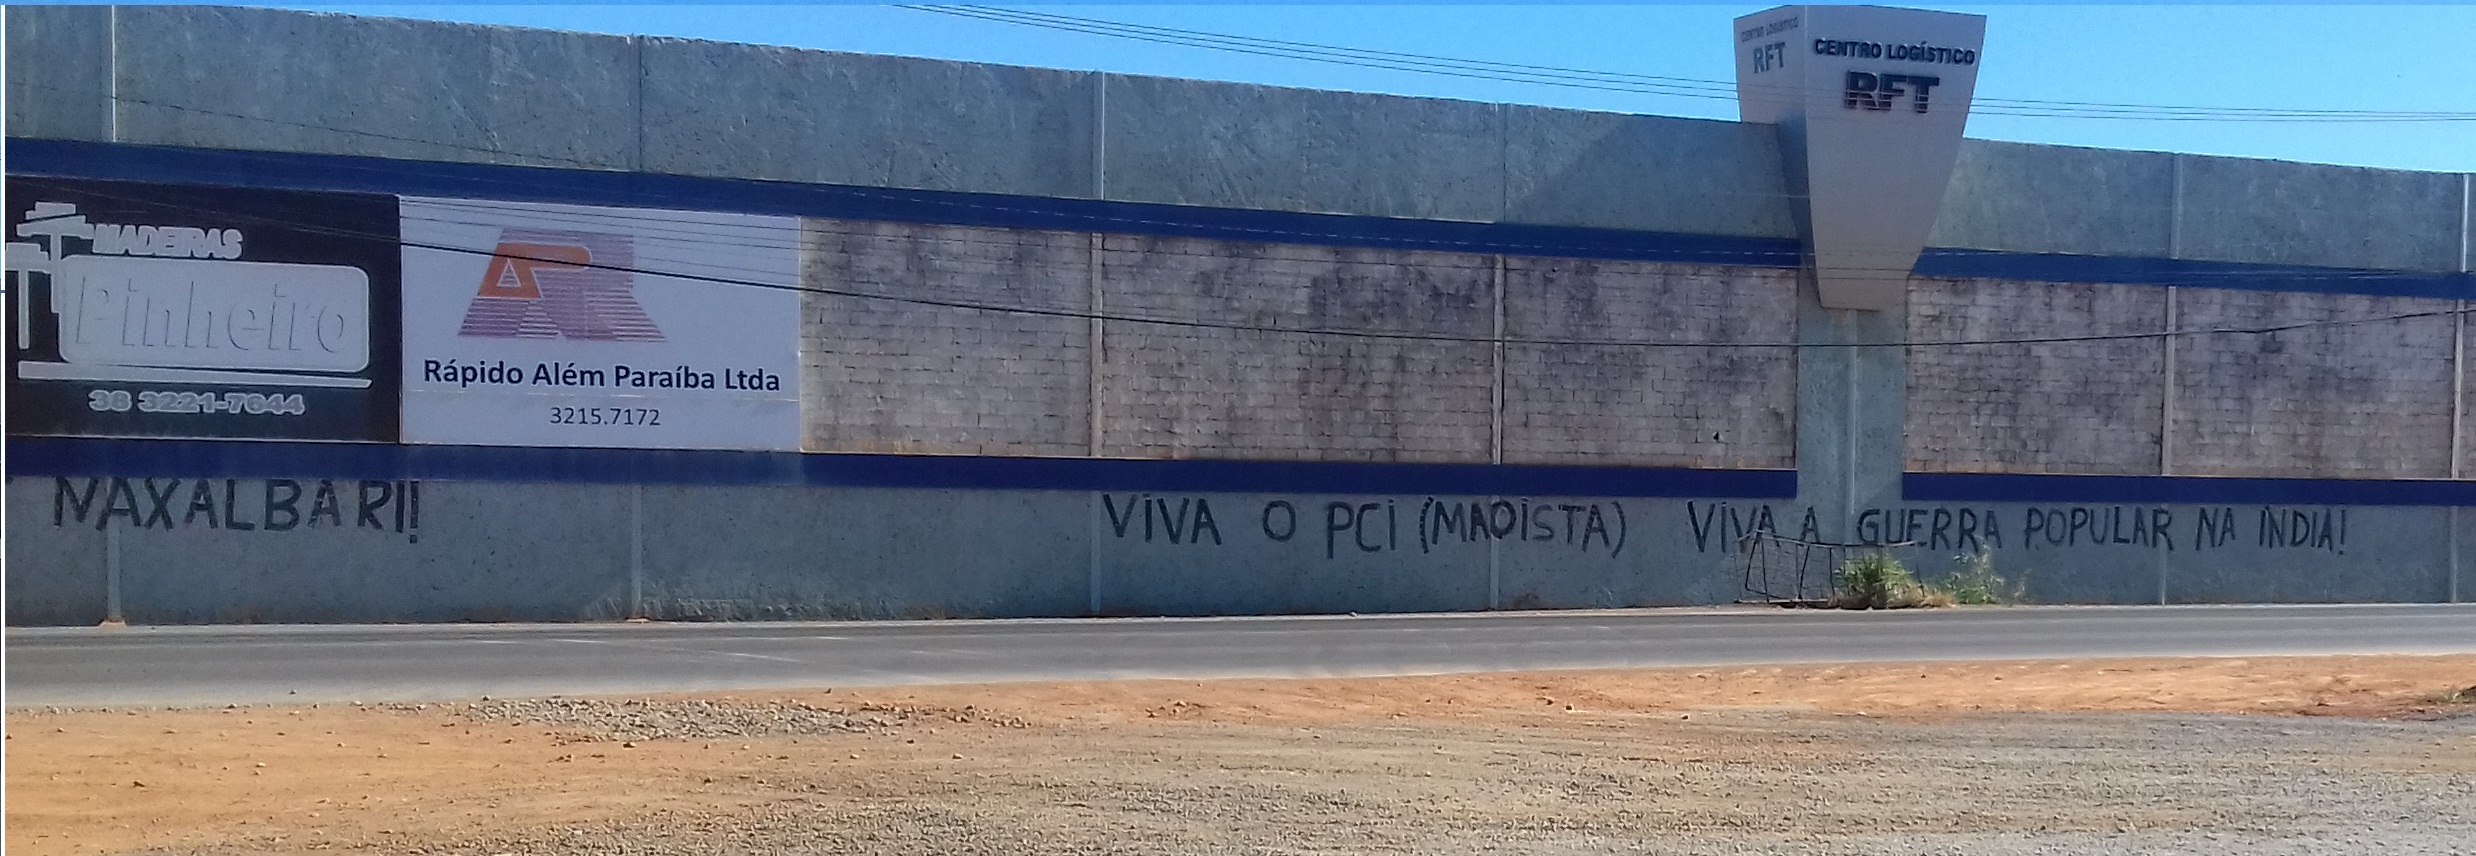 CENTRO LOGÍSTICO
RFT
CENTRO LOGÍSTICO
RFT
MADEIRAS
Pinheiro
38 3221-7644
Rápido Além Paraíba Ltda
3215.7172
NAXALBARI!
VIVA O PCI (MAOISTA) VIVA A GUERRA POPULAR NA INDIA!